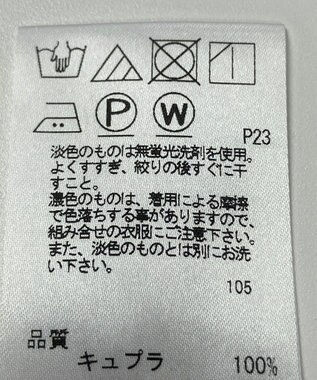 P W
P23
淡色のものは無蛍光洗剤を使用。
よくすすぎ、絞りの後すぐに干
すこと。
濃色のものは、着用による摩擦
で色落ちする事がありますので、
組み合せの衣服にご注意下さい。
また、淡色のものとは別にお洗
い下さい。
105
品質
キュプラ 100%